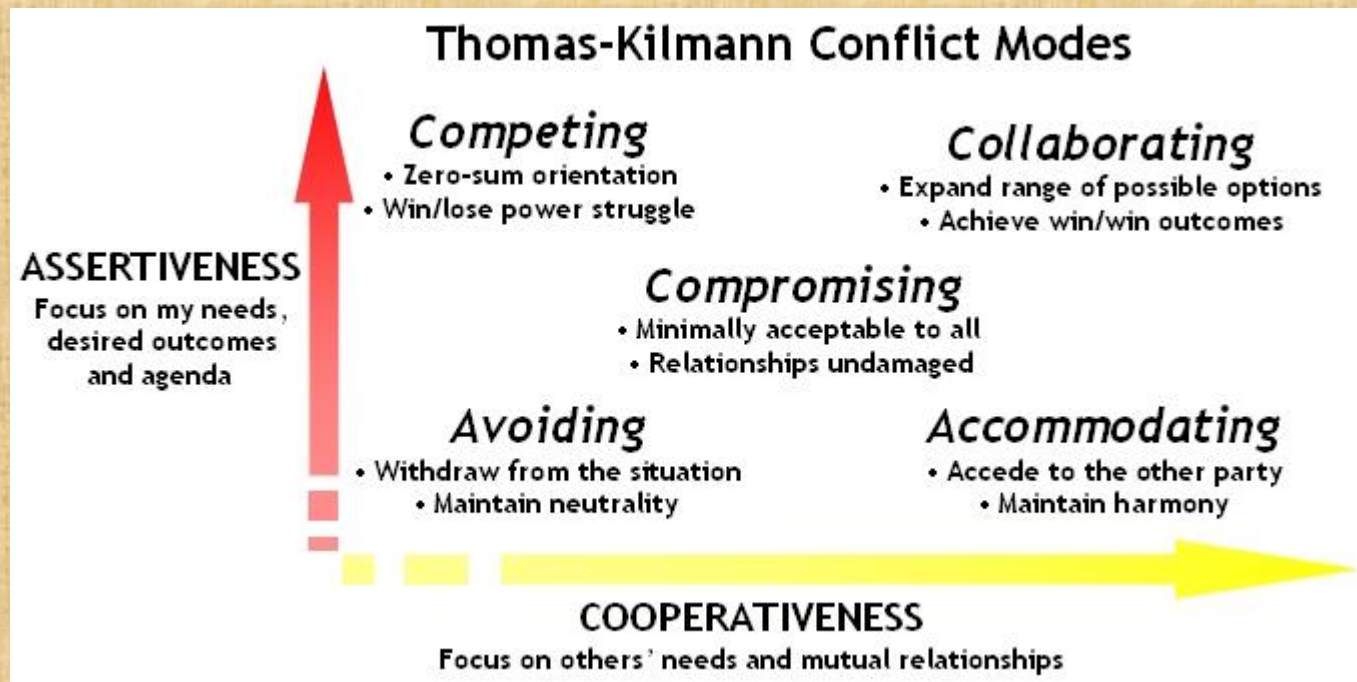 Thomas-Kilmann Conflict Modes
Competing
• Zero-sum orientation
• Win/lose power struggle
Collaborating
• Expand range of possible options
• Achieve win/win outcomes
ASSERTIVENESS
Focus on my needs,
desired outcomes
and agenda
Compromising
• Minimally acceptable to all
• Relationships undamaged
Avoiding
• Withdraw from the situation
• Maintain neutrality
Accommodating
• Accede to the other party
• Maintain harmony
COOPERATIVENESS
Focus on others' needs and mutual relationships